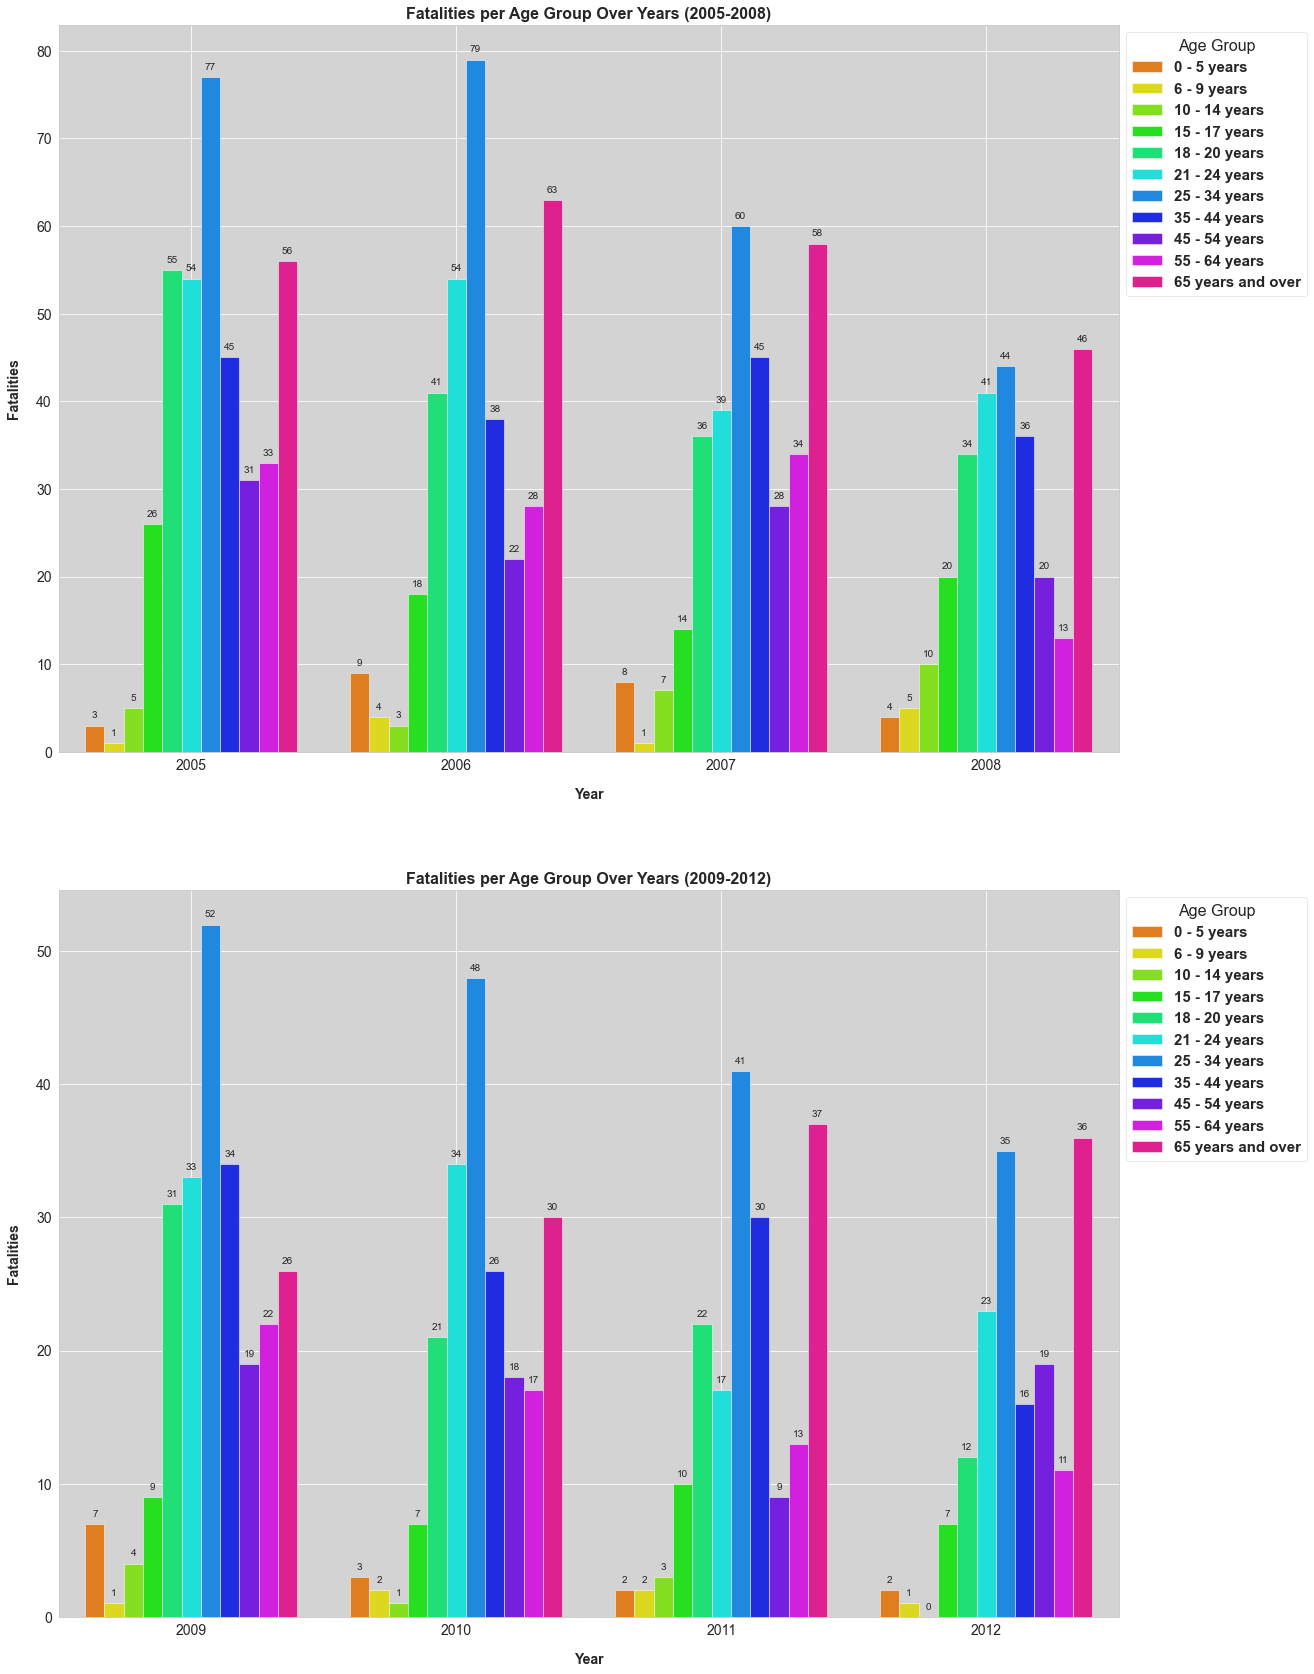 Fatalities per Age Group Over Years (2005-2008)
Age Group
0 - 5 years
6 - 9 years
10 - 14 years
15 - 17 years
18 - 20 years
21 - 24 years
25 - 34 years
35 - 44 years
45 - 54 years
55 - 64 years
65 years and over
Fatalities
80
70
60
50
40
30
20
10
0
3 1 5 26 55 54 77 45 31 33 56
9 4 3 18 41 54 79 38 22 28 63
8 1 7 14 36 39 60 45 28 34 58
4 5 10 20 34 41 44 36 20 13 46
2005 2006 2007 2008
Year
Fatalities per Age Group Over Years (2009-2012)
Age Group
0 - 5 years
6 - 9 years
10 - 14 years
15 - 17 years
18 - 20 years
21 - 24 years
25 - 34 years
35 - 44 years
45 - 54 years
55 - 64 years
65 years and over
Fatalities
50
40
30
20
10
0
7 1 4 9 31 33 52 34 19 22 26
3 2 1 7 21 34 48 26 18 17 30
2 2 3 10 22 17 41 30 9 13 37
2 1 0 7 12 23 35 16 19 11 36
2009 2010 2011 2012
Year